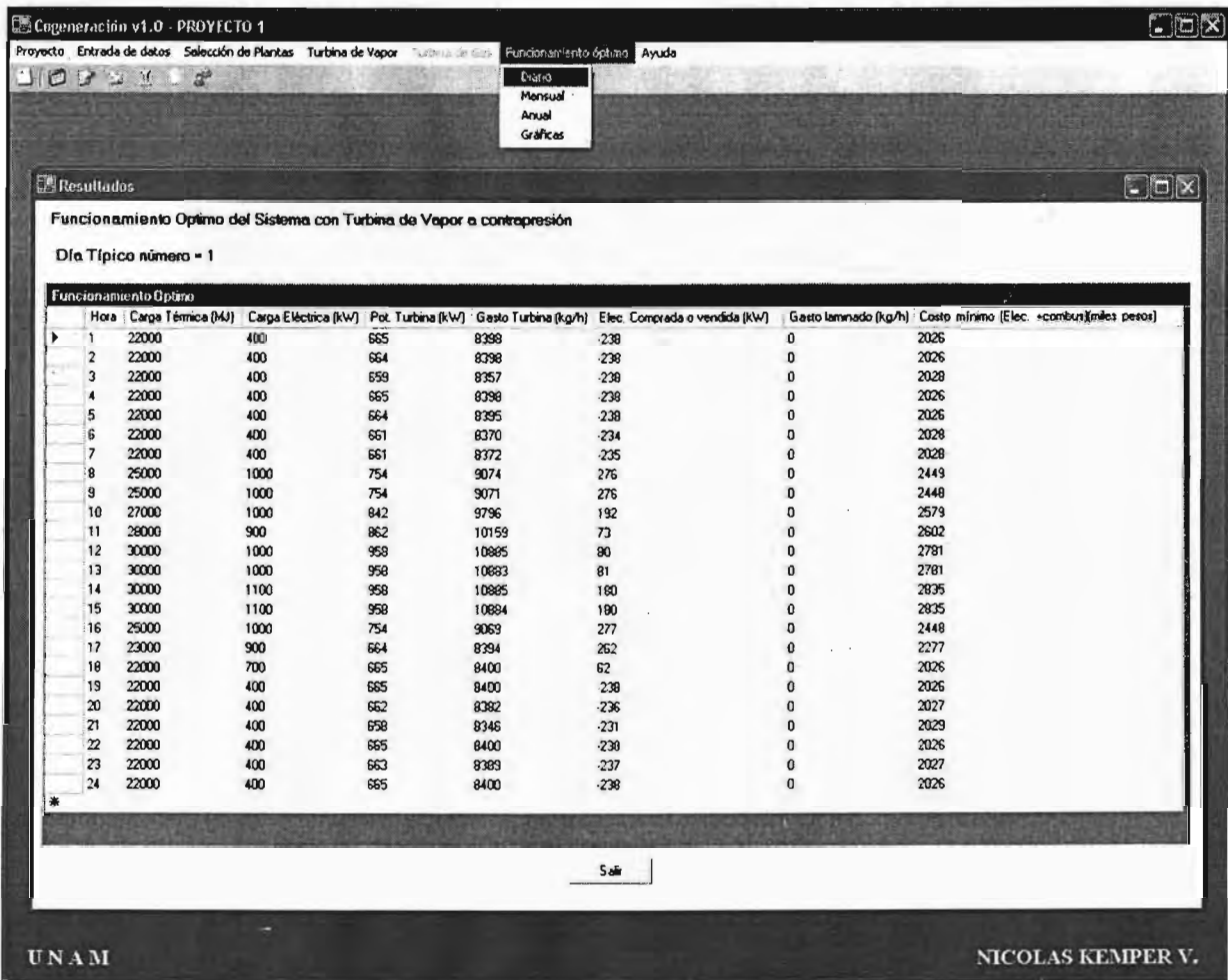 Cogeneración v1.0 - PROYECTO 1
Proyecto Entrada de datos Selección de Plantas Turbina de Vapor Turbina de Gas Funcionamiento óptimo Ayuda
Diario
Mensual
Anual
Gráficas
Resultados
Funcionamiento Optimo del Sistema con Turbina de Vapor a contrapresión
Día Típico número = 1
Funcionamiento Optimo
Hora Carga Térmica (MJ) Carga Eléctrica (kW) Pot. Turbina (kW) Gasto Turbina (kg/h) Elec. Comprada o vendida (kW) Gasto laminado (kg/h) Costo mínimo (Elec. +combus)(miles pesos)
1 22000 400 665 8398 -238 0 2026
2 22000 400 664 8398 -238 0 2026
3 22000 400 659 8357 -238 0 2028
4 22000 400 665 8398 -238 0 2026
5 22000 400 664 8395 -238 0 2026
6 22000 400 661 8370 -234 0 2028
7 22000 400 661 8372 -235 0 2028
8 25000 1000 754 9074 276 0 2449
9 25000 1000 754 9071 276 0 2448
10 27000 1000 842 9796 192 0 2579
11 28000 900 862 10159 73 0 2602
12 30000 1000 958 10885 80 0 2781
13 30000 1000 958 10883 81 0 2781
14 30000 1100 958 10885 180 0 2835
15 30000 1100 958 10884 180 0 2835
16 25000 1000 754 9069 277 0 2448
17 23000 900 664 8394 262 0 2277
18 22000 700 665 8400 62 0 2026
19 22000 400 665 8400 -238 0 2026
20 22000 400 662 8382 -236 0 2027
21 22000 400 658 8346 -231 0 2029
22 22000 400 665 8400 -238 0 2026
23 22000 400 663 8389 -237 0 2027
24 22000 400 665 8400 -238 0 2026
*
Salir
UNAM
NICOLAS KEMPER V.